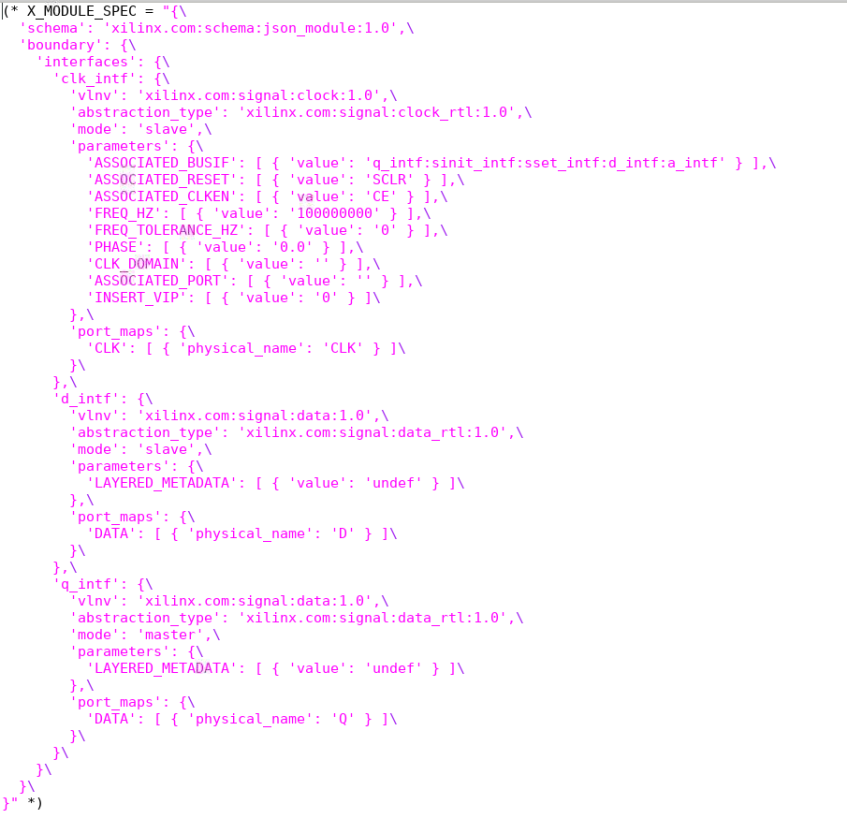 (* X_MODULE_SPEC = "{\
  'schema': 'xilinx.com:schema:json_module:1.0',\
  'boundary': {\
    'interfaces': {\
      'clk_intf': {\
        'vlnv': 'xilinx.com:signal:clock:1.0',\
        'abstraction_type': 'xilinx.com:signal:clock_rtl:1.0',\
        'mode': 'slave',\
        'parameters': {\
          'ASSOCIATED_BUSIF': [ { 'value': 'q_intf:sinit_intf:sset_intf:d_intf:a_intf' } ],\
          'ASSOCIATED_RESET': [ { 'value': 'SCLR' } ],\
          'ASSOCIATED_CLKEN': [ { 'value': 'CE' } ],\
          'FREQ_HZ': [ { 'value': '100000000' } ],\
          'FREQ_TOLERANCE_HZ': [ { 'value': '0' } ],\
          'PHASE': [ { 'value': '0.0' } ],\
          'CLK_DOMAIN': [ { 'value': '' } ],\
          'ASSOCIATED_PORT': [ { 'value': '' } ],\
          'INSERT_VIP': [ { 'value': '0' } ]\
        },\
        'port_maps': {\
          'CLK': [ { 'physical_name': 'CLK' } ]\
        }\
      },\
      'd_intf': {\
        'vlnv': 'xilinx.com:signal:data:1.0',\
        'abstraction_type': 'xilinx.com:signal:data_rtl:1.0',\
        'mode': 'slave',\
        'parameters': {\
          'LAYERED_METADATA': [ { 'value': 'undef' } ]\
        },\
        'port_maps': {\
          'DATA': [ { 'physical_name': 'D' } ]\
        }\
      },\
      'q_intf': {\
        'vlnv': 'xilinx.com:signal:data:1.0',\
        'abstraction_type': 'xilinx.com:signal:data_rtl:1.0',\
        'mode': 'master',\
        'parameters': {\
          'LAYERED_METADATA': [ { 'value': 'undef' } ]\
        },\
        'port_maps': {\
          'DATA': [ { 'physical_name': 'Q' } ]\
        }\
      }\
    }\
  }\
}" *)